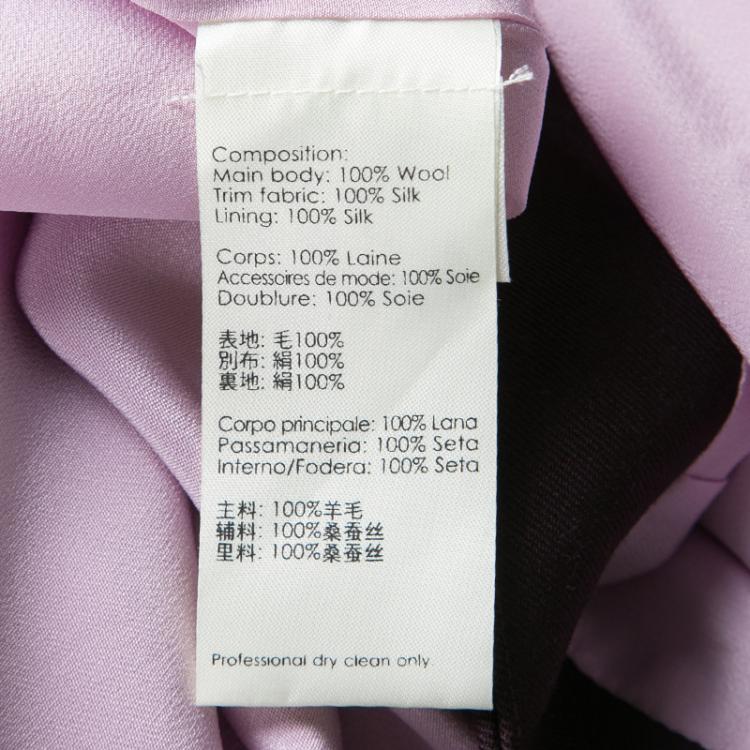 Composition:
Main body: 100% Wool
Trim fabric: 100% Silk
Lining: 100% Silk
Corps: 100% Laine
Accessoires de mode: 100% Soie
Doublure: 100% Soie
表地: 毛100%
別布: 絹100%
裏地: 絹100%
Corpo principale: 100% Lana
Passamaneria: 100% Seta
Interno/Fodera: 100% Seta
主料: 100%羊毛
辅料: 100%桑蚕丝
里料: 100%桑蚕丝
Professional dry clean only.